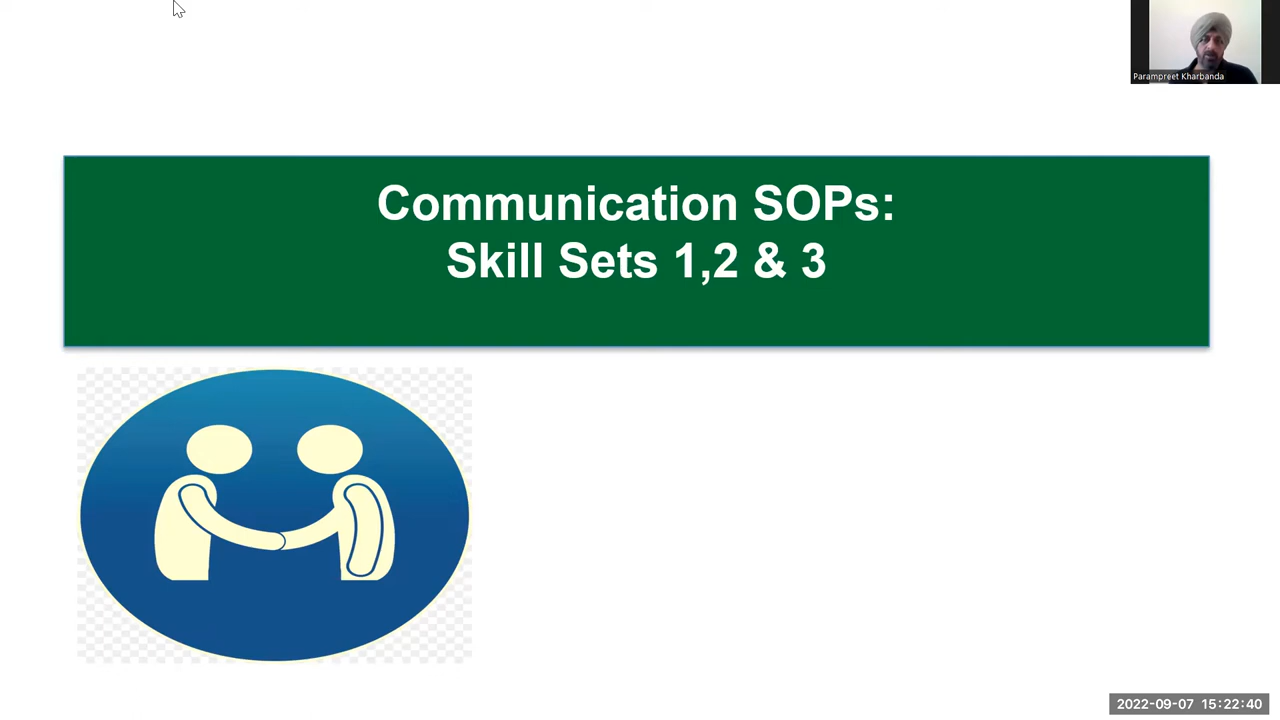 Parampreet Kharbanda
Communication SOPs:
Skill Sets 1,2 & 3
2022-09-07 15:22:40